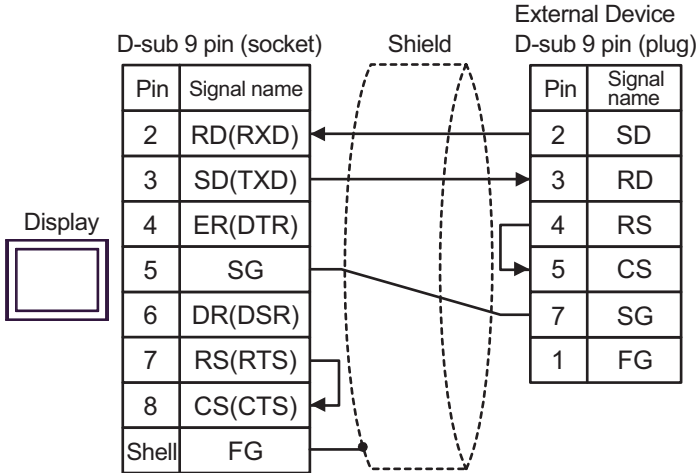 External Device
D-sub 9 pin (socket) Shield D-sub 9 pin (plug)
Pin Signal name Pin Signal name
2 RD(RXD) 2 SD
3 SD(TXD) 3 RD
Display 4 ER(DTR) 4 RS
5 SG 5 CS
6 DR(DSR) 7 SG
7 RS(RTS) 1 FG
8 CS(CTS)
Shell FG